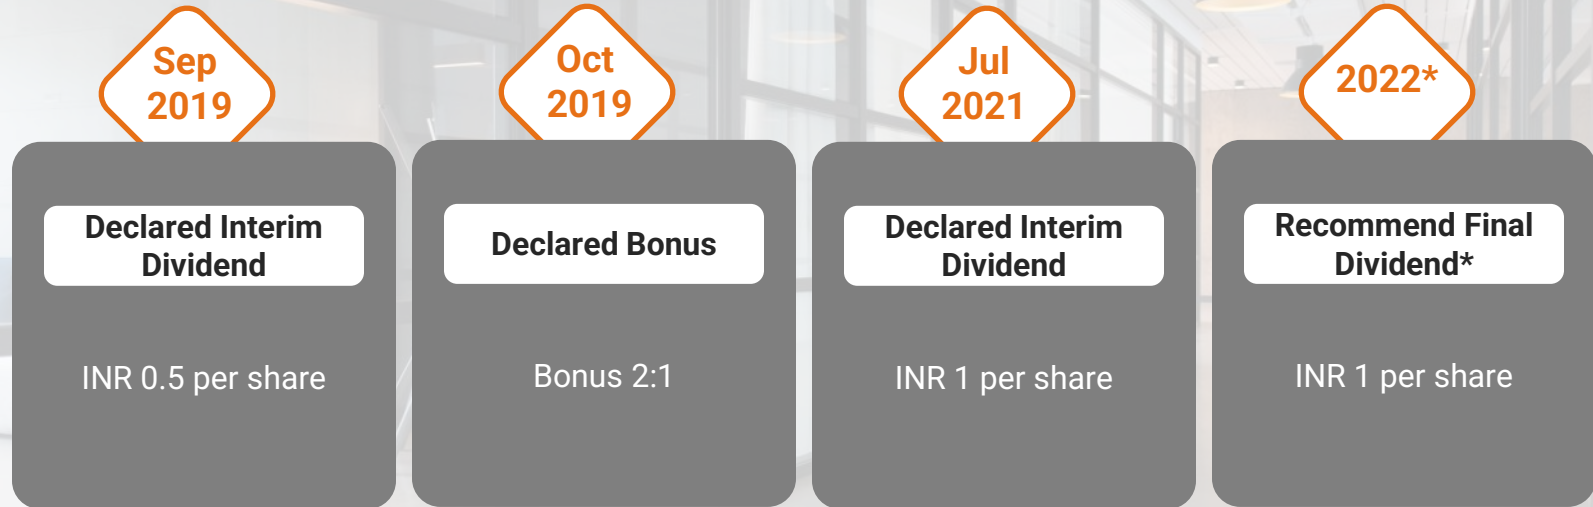 Sep
2019
Declared Interim
Dividend
INR 0.5 per share
Oct
2019
Declared Bonus
Bonus 2:1
Jul
2021
Declared Interim
Dividend
INR 1 per share
2022*
Recommend Final
Dividend*
INR 1 per share